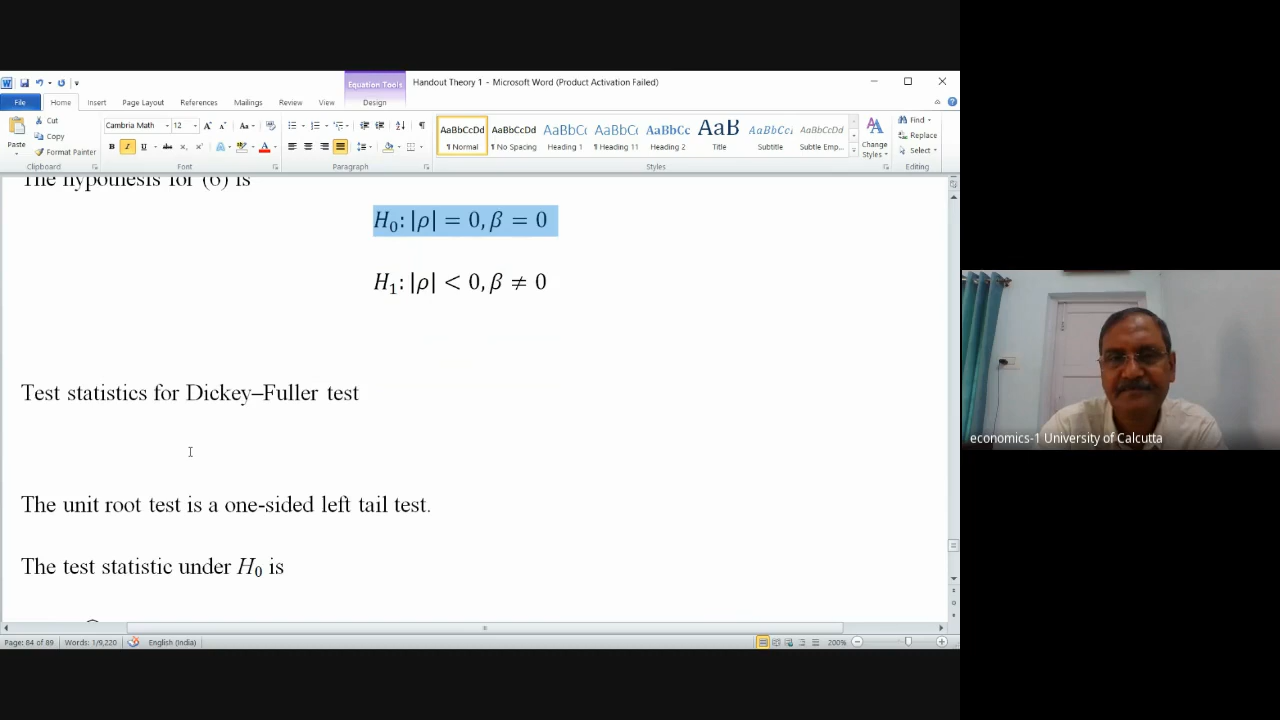 Equation Tools
Handout Theory 1 - Microsoft Word (Product Activation Failed)
File Home Insert Page Layout References Mailings Review View Design
Cut
Copy
Format Painter
Paste
Clipboard
Cambria Math 12
Font
Paragraph
AaBbCcDd AaBbCcDd AaBbCc AaBbCc AaBbCc AaB AaBbCcI AaBbCcDd
¶ Normal ¶ No Spacing Heading 1 ¶ Heading 11 Heading 2 Title Subtitle Subtle Emp...
Styles
Change
Styles
Find
Replace
Select
Editing
The hypothesis for (6) is
H₀: |ρ| = 0, β = 0
H₁: |ρ| < 0, β ≠ 0
Test statistics for Dickey–Fuller test
The unit root test is a one-sided left tail test.
The test statistic under H₀ is
Page: 84 of 89 Words: 1/9,220 English (India) 200%
economics-1 University of Calcutta